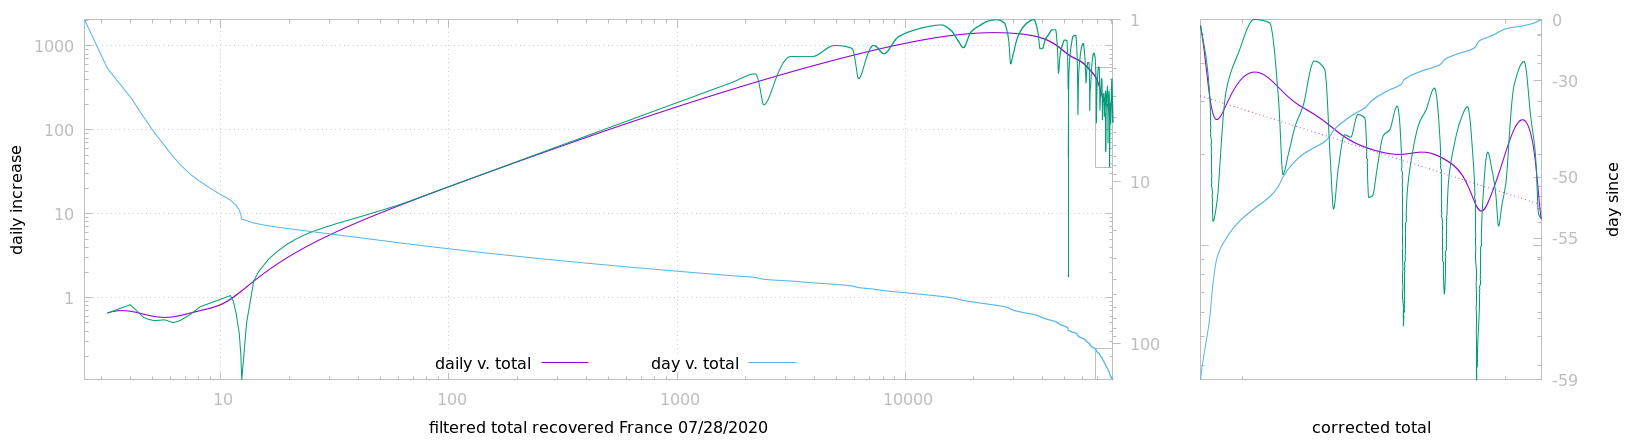 daily increase
1000
100
10
1
10
100
1000
10000
1
10
100
daily v. total
day v. total
filtered total recovered France 07/28/2020
0
-30
-50
-55
-59
day since
corrected total